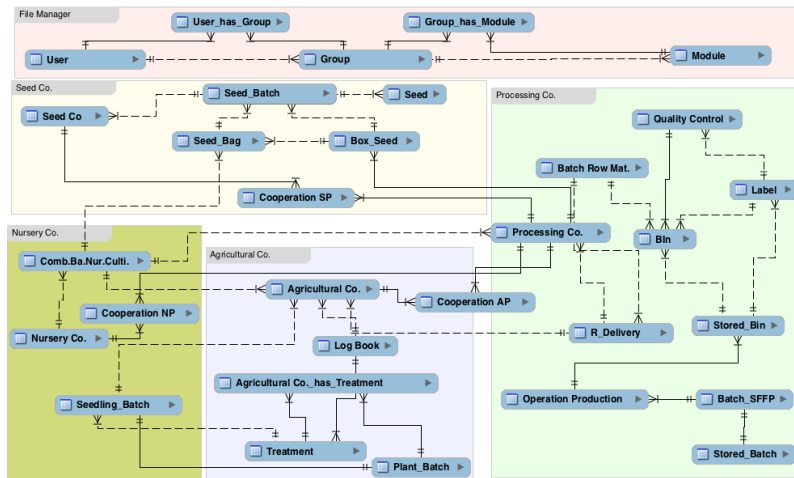 File Manager
User_has_Group
Group_has_Module
User
Group
Module
Seed Co.
Seed_Batch
Seed
Seed Co
Seed_Bag
Box_Seed
Cooperation SP
Processing Co.
Quality Control
Batch Row Mat.
Label
BIn
Processing Co.
R_Delivery
Stored_Bin
Operation Production
Batch_SFFP
Stored_Batch
Nursery Co.
Comb.Ba.Nur.Culti.
Cooperation NP
Nursery Co.
Seedling_Batch
Agricultural Co.
Agricultural Co.
Cooperation AP
Log Book
Agricultural Co._has_Treatment
Treatment
Plant_Batch